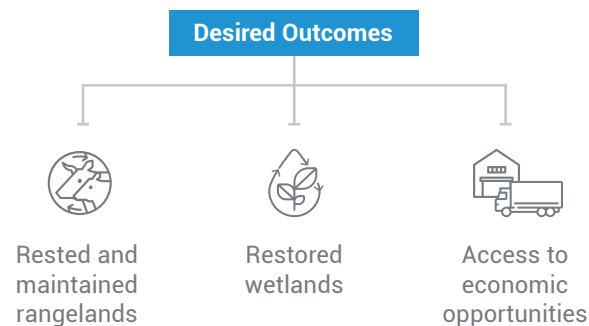 Desired Outcomes
Rested and
maintained
rangelands
Restored
wetlands
Access to
economic
opportunities